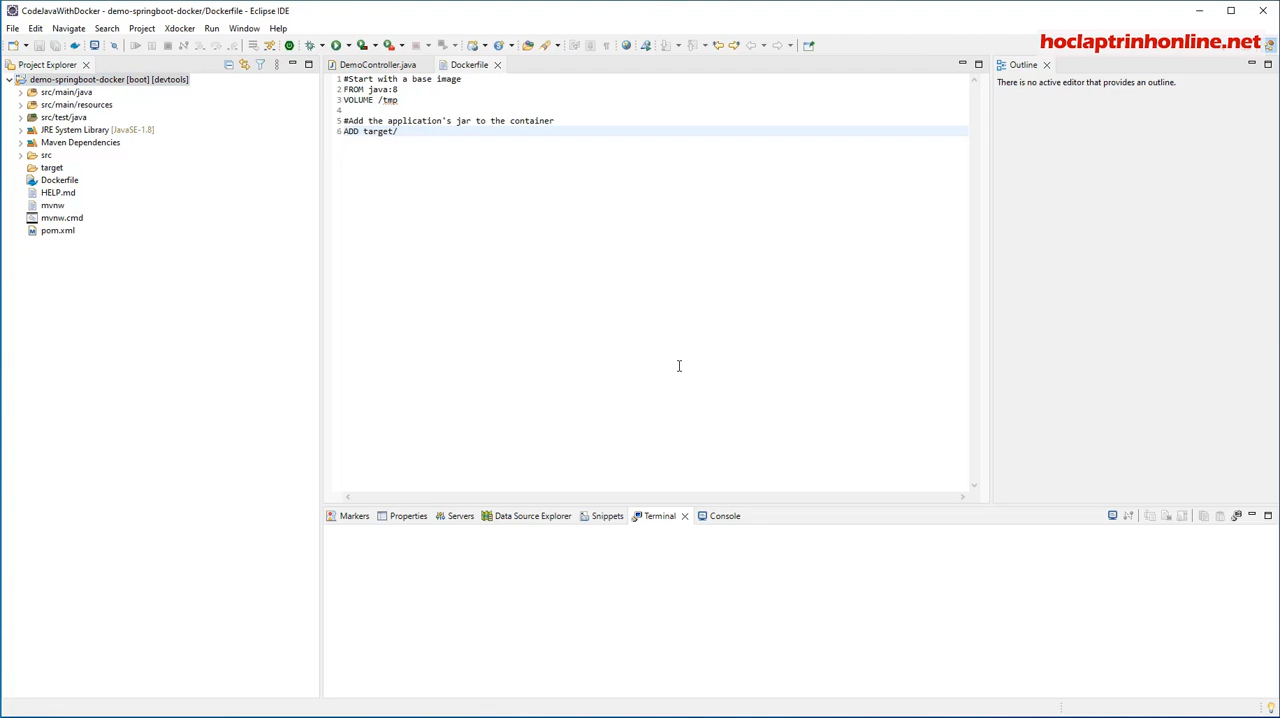 CodeJavaWithDocker - demo-springboot-docker/Dockerfile - Eclipse IDE
File Edit Navigate Search Project Xdocker Run Window Help
hoclaptrinhonline.net
Project Explorer
demo-springboot-docker [boot] [devtools]
src/main/java
src/main/resources
src/test/java
JRE System Library [JavaSE-1.8]
Maven Dependencies
src
target
Dockerfile
HELP.md
mvnw
mvnw.cmd
pom.xml
DemoController.java Dockerfile
1 #Start with a base image
2 FROM java:8
3 VOLUME /tmp
4
5 #Add the application's jar to the container
6 ADD target/
Outline
There is no active editor that provides an outline.
Markers Properties Servers Data Source Explorer Snippets Terminal Console